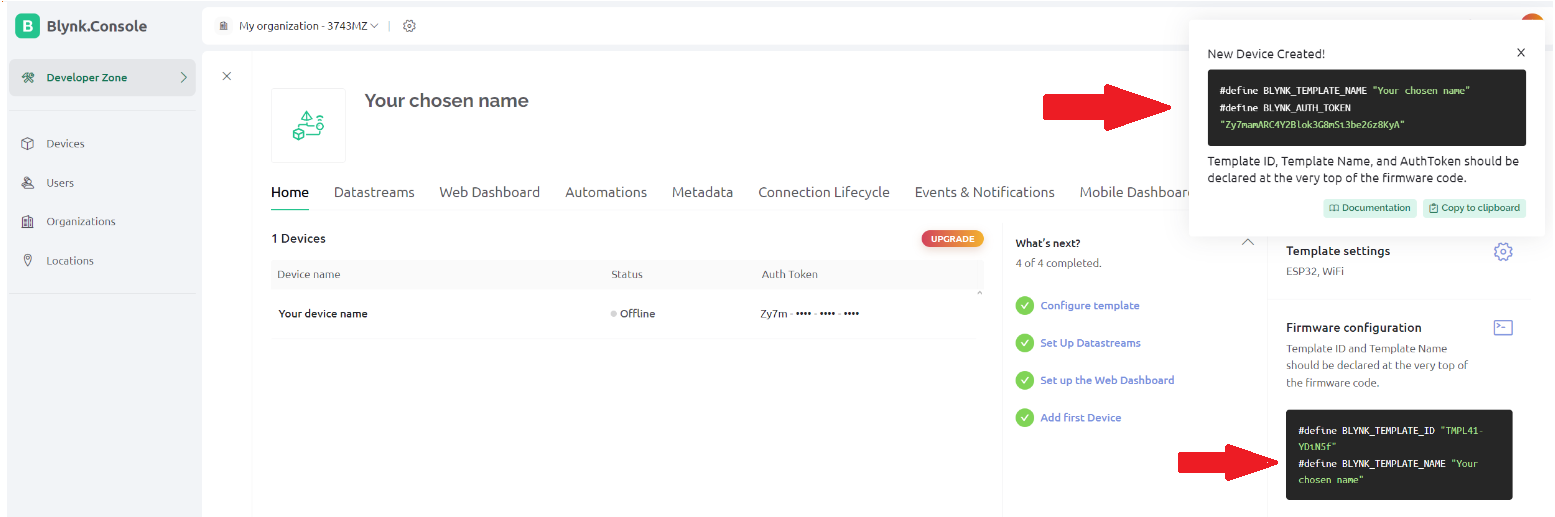 B Blynk.Console
My organization - 3743MZ
Developer Zone
Devices
Users
Organizations
Locations
Your chosen name
Home Datastreams Web Dashboard Automations Metadata Connection Lifecycle Events & Notifications Mobile Dashboard
1 Devices
UPGRADE
Device name Status Auth Token
Your device name Offline Zy7m - •••• - •••• - ••••
What's next?
4 of 4 completed.
Configure template
Set Up Datastreams
Set up the Web Dashboard
Add first Device
New Device Created!
#define BLYNK_TEMPLATE_NAME "Your chosen name"
#define BLYNK_AUTH_TOKEN
"Zy7mamARC4Y2Blok3G8mSi3be26z8KyA"
Template ID, Template Name, and AuthToken should be
declared at the very top of the firmware code.
Documentation Copy to clipboard
Template settings
ESP32, WiFi
Firmware configuration
Template ID and Template Name
should be declared at the very top of
the firmware code.
#define BLYNK_TEMPLATE_ID "TMPL41-
YDiN5f"
#define BLYNK_TEMPLATE_NAME "Your
chosen name"